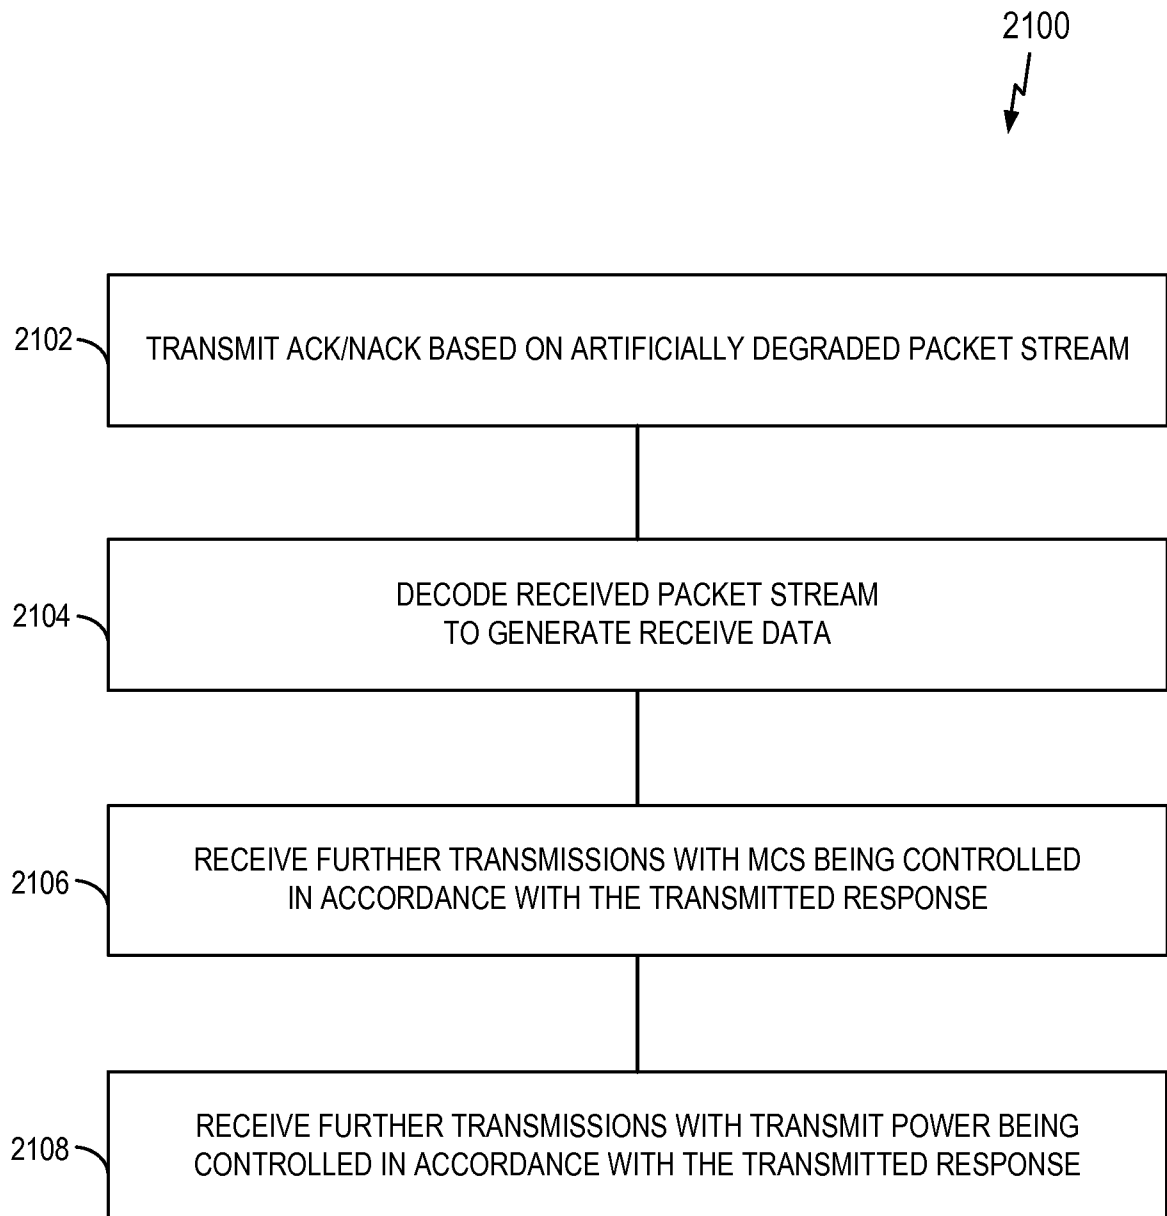 2100
2102
TRANSMIT ACK/NACK BASED ON ARTIFICIALLY DEGRADED PACKET STREAM
2104
DECODE RECEIVED PACKET STREAM
TO GENERATE RECEIVE DATA
2106
RECEIVE FURTHER TRANSMISSIONS WITH MCS BEING CONTROLLED
IN ACCORDANCE WITH THE TRANSMITTED RESPONSE
2108
RECEIVE FURTHER TRANSMISSIONS WITH TRANSMIT POWER BEING
CONTROLLED IN ACCORDANCE WITH THE TRANSMITTED RESPONSE